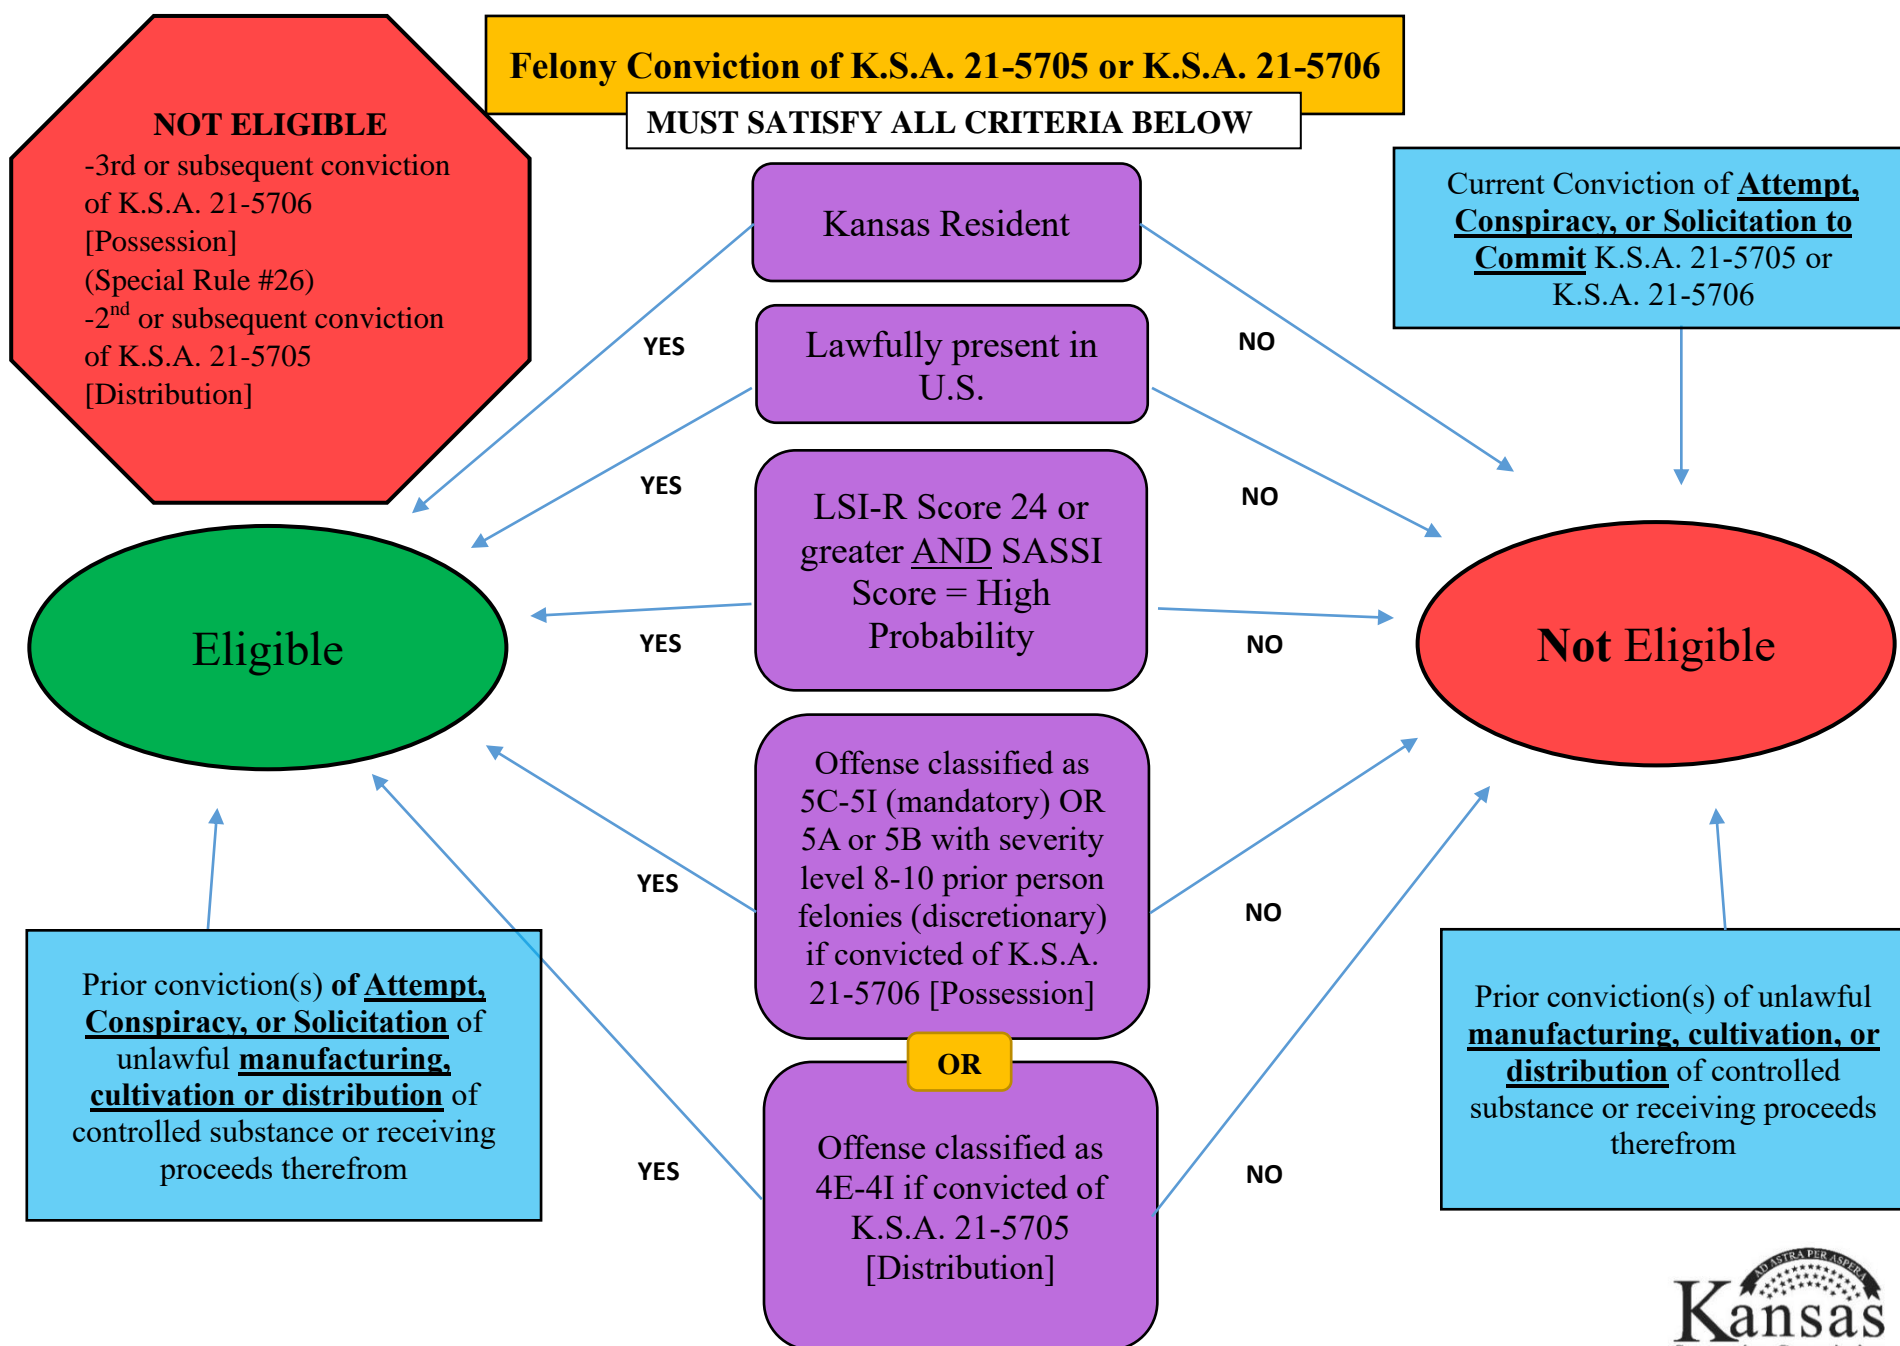 Felony Conviction of K.S.A. 21-5705 or K.S.A. 21-5706
MUST SATISFY ALL CRITERIA BELOW
NOT ELIGIBLE
-3rd or subsequent conviction
of K.S.A. 21-5706
[Possession]
(Special Rule #26)
-2nd or subsequent conviction
of K.S.A. 21-5705
[Distribution]
Kansas Resident
Current Conviction of Attempt,
Conspiracy, or Solicitation to
Commit K.S.A. 21-5705 or
K.S.A. 21-5706
YES
NO
Lawfully present in
U.S.
YES
NO
LSI-R Score 24 or
greater AND SASSI
Score = High
Probability
YES
NO
Eligible
Not Eligible
Offense classified as
5C-5I (mandatory) OR
5A or 5B with severity
level 8-10 prior person
felonies (discretionary)
if convicted of K.S.A.
21-5706 [Possession]
YES
NO
Prior conviction(s) of Attempt,
Conspiracy, or Solicitation of
unlawful manufacturing,
cultivation or distribution of
controlled substance or receiving
proceeds therefrom
Prior conviction(s) of unlawful
manufacturing, cultivation, or
distribution of controlled
substance or receiving proceeds
therefrom
OR
Offense classified as
4E-4I if convicted of
K.S.A. 21-5705
[Distribution]
YES
NO
AD ASTRA PER ASPERA
Kansas